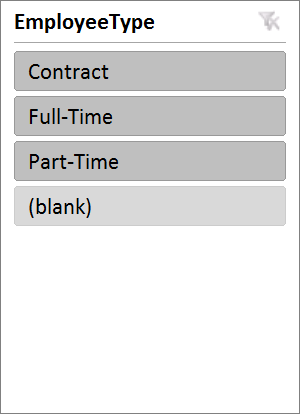 EmployeeType
Contract
Full-Time
Part-Time
(blank)